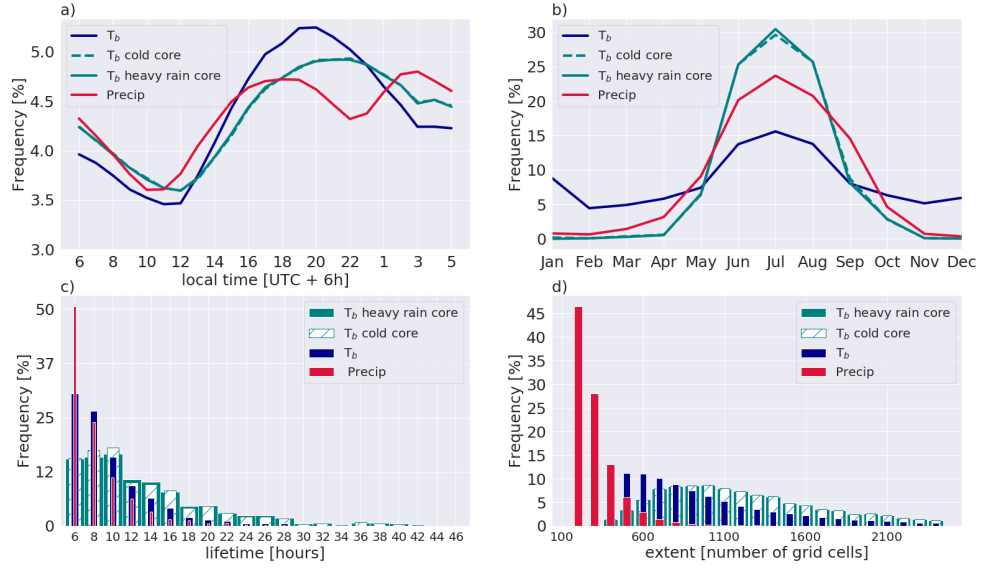 a)
T_b
T_b cold core
T_b heavy rain core
Precip
Frequency [%]
5.0
4.5
4.0
3.5
3.0
6 8 10 12 14 16 18 20 22 1 3 5
local time [UTC + 6h]
b)
T_b
T_b cold core
T_b heavy rain core
Precip
Frequency [%]
30
25
20
15
10
5
0
Jan Feb Mar Apr May Jun Jul Aug Sep Oct Nov Dec
c)
T_b heavy rain core
T_b cold core
T_b
Precip
Frequency [%]
50
37
25
12
0
6 8 10 12 14 16 18 20 22 24 26 28 30 32 34 36 38 40 42 44 46
lifetime [hours]
d)
T_b heavy rain core
T_b cold core
T_b
Precip
Frequency [%]
45
40
35
30
25
20
15
10
5
0
100 600 1100 1600 2100
extent [number of grid cells]